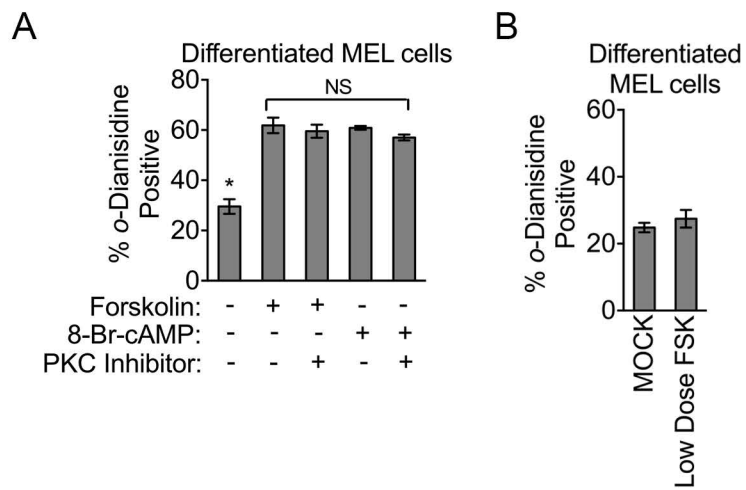 A
Differentiated MEL cells
% o-Dianisidine
Positive
80
60
40
20
0
NS
*
Forskolin: - + + - -
8-Br-cAMP: - - - + +
PKC Inhibitor: - - + - +
B
Differentiated
MEL cells
% o-Dianisidine
Positive
60
40
20
0
MOCK
Low Dose FSK